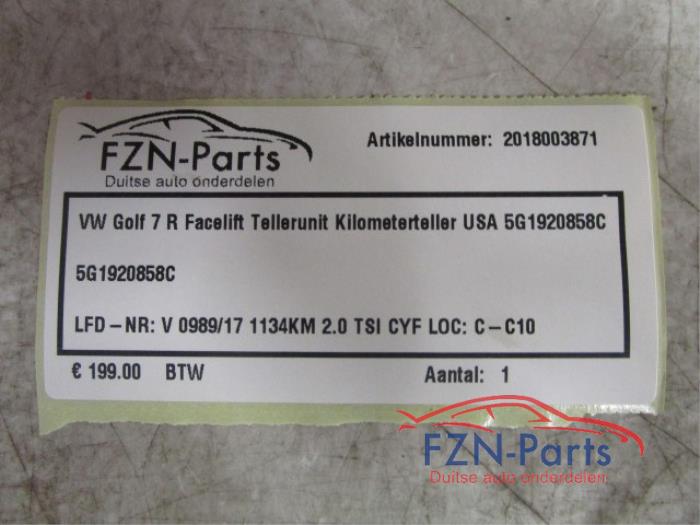 FZN-Parts
Duitse auto onderdelen
Artikelnummer: 2018003871
VW Golf 7 R Facelift Tellerunit Kilometerteller USA 5G1920858C
5G1920858C
LFD-NR: V 0989/17 1134KM 2.0 TSI CYF LOC: C-C10
€ 199.00 BTW
Aantal: 1
FZN-Parts
Duitse auto onderdelen